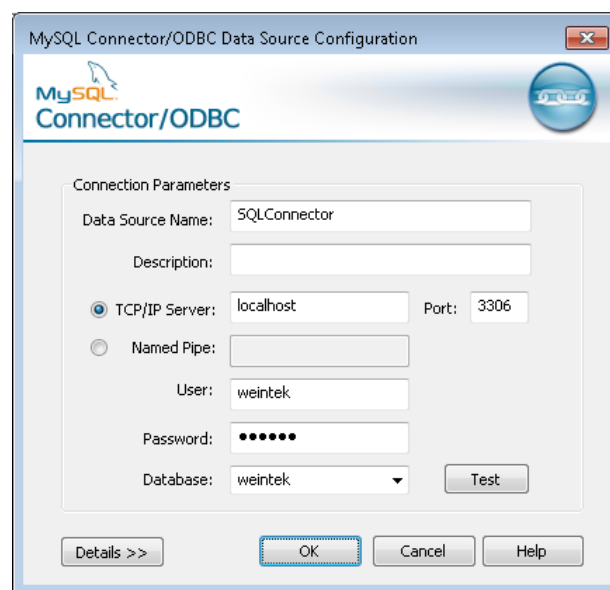 MySQL Connector/ODBC Data Source Configuration
MySQL
Connector/ODBC
Connection Parameters
Data Source Name: SQLConnector
Description:
TCP/IP Server: localhost Port: 3306
Named Pipe:
User: weintek
Password: ●●●●●●
Database: weintek Test
Details >> OK Cancel Help